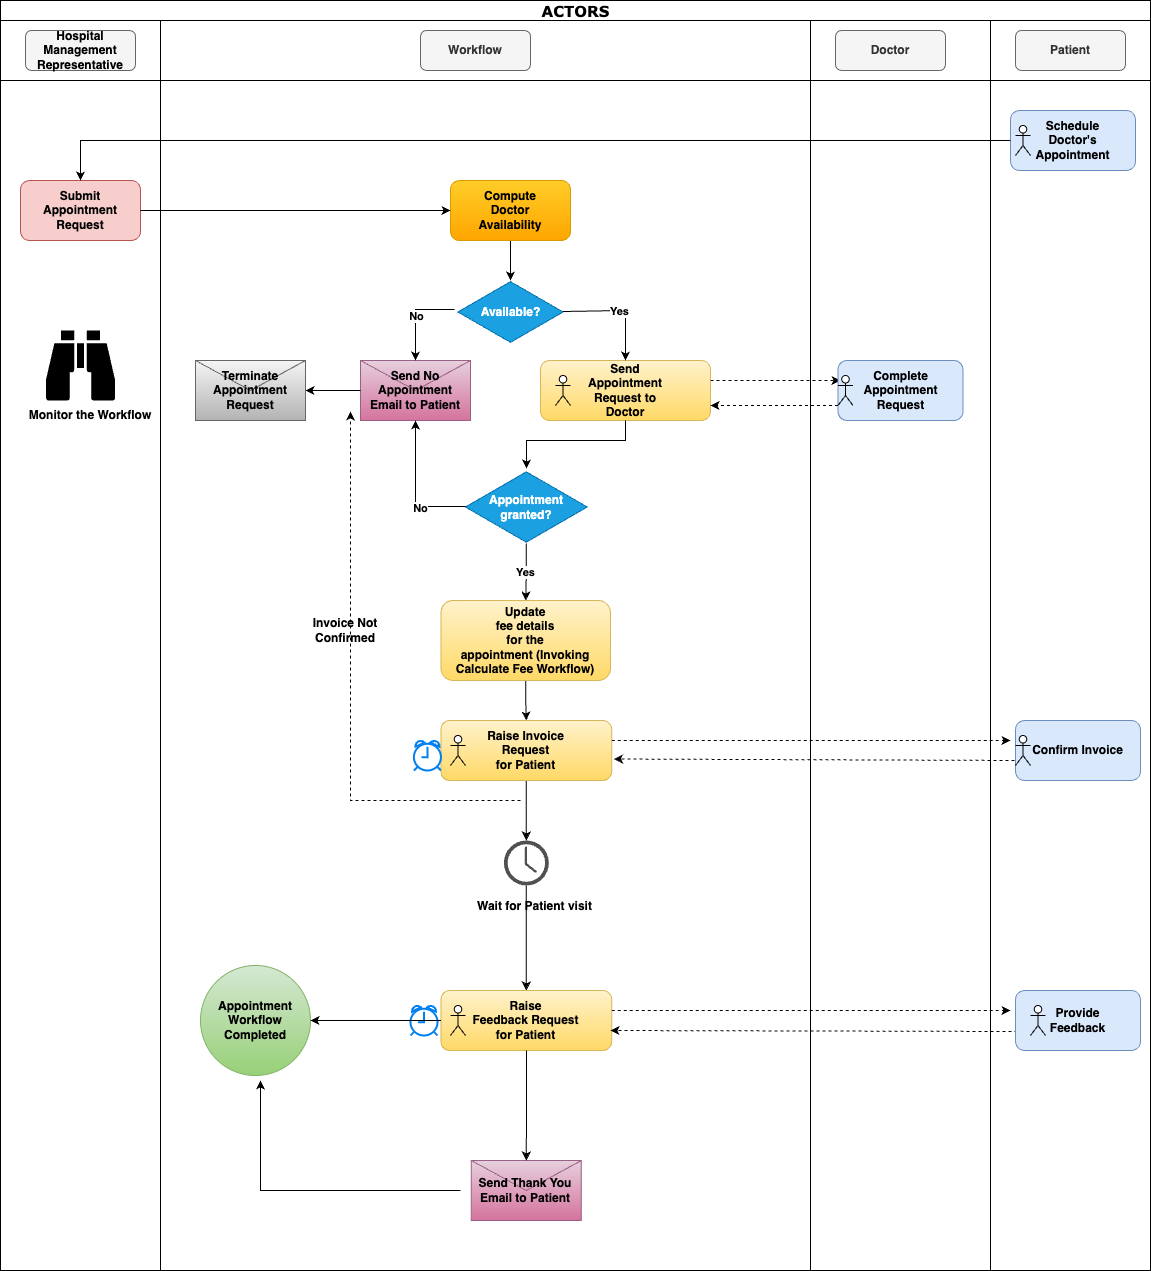 ACTORS
Hospital
Management
Representative
Workflow
Doctor
Patient
Schedule
Doctor's
Appointment
Submit
Appointment
Request
Compute
Doctor
Availability
Available?
No
Yes
Monitor the Workflow
Terminate
Appointment
Request
Send No
Appointment
Email to Patient
Send
Appointment
Request to
Doctor
Complete
Appointment
Request
Appointment
granted?
No
Yes
Invoice Not
Confirmed
Update
fee details
for the
appointment (Invoking
Calculate Fee Workflow)
Raise Invoice
Request
for Patient
Confirm Invoice
Wait for Patient visit
Appointment
Workflow
Completed
Raise
Feedback Request
for Patient
Provide
Feedback
Send Thank You
Email to Patient